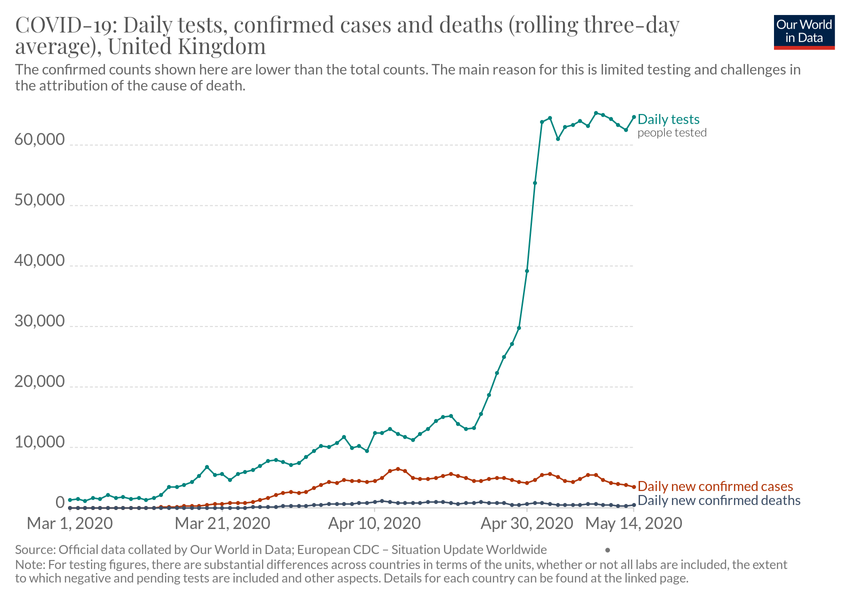 COVID-19: Daily tests, confirmed cases and deaths (rolling three-day
average), United Kingdom
Our World
in Data
The confirmed counts shown here are lower than the total counts. The main reason for this is limited testing and challenges in
the attribution of the cause of death.
60,000
50,000
40,000
30,000
20,000
10,000
0
Daily tests
people tested
Daily new confirmed cases
Daily new confirmed deaths
Mar 1, 2020
Mar 21, 2020
Apr 10, 2020
Apr 30, 2020
May 14, 2020
Source: Official data collated by Our World in Data; European CDC – Situation Update Worldwide
Note: For testing figures, there are substantial differences across countries in terms of the units, whether or not all labs are included, the extent
to which negative and pending tests are included and other aspects. Details for each country can be found at the linked page.